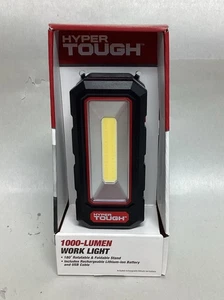 HYPER
TOUGH
HYPER
TOUGH
1000-LUMEN
WORK LIGHT
• 180° Rotatable & Foldable Stand
• Includes Rechargeable Lithium-ion Battery
and USB Cable